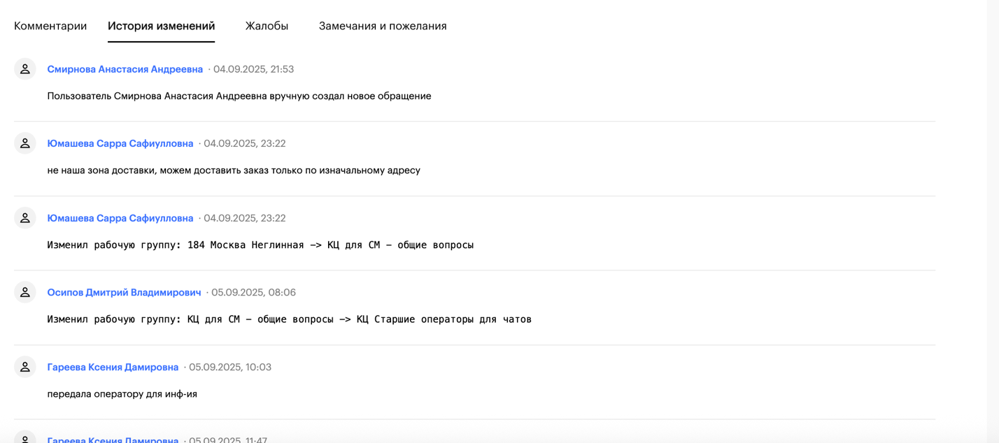 Комментарии История изменений Жалобы Замечания и пожелания
Смирнова Анастасия Андреевна · 04.09.2025, 21:53
Пользователь Смирнова Анастасия Андреевна вручную создал новое обращение
Юмашева Сарра Сафиулловна · 04.09.2025, 23:22
не наша зона доставки, можем доставить заказ только по изначальному адресу
Юмашева Сарра Сафиулловна · 04.09.2025, 23:22
Изменил рабочую группу: 184 Москва Неглинная –> КЦ для СМ – общие вопросы
Осипов Дмитрий Владимирович · 05.09.2025, 08:06
Изменил рабочую группу: КЦ для СМ – общие вопросы –> КЦ Старшие операторы для чатов
Гареева Ксения Дамировна · 05.09.2025, 10:03
передала оператору для инф-ия
Гареева Ксения Дамировна · 05.09.2025, 11:47